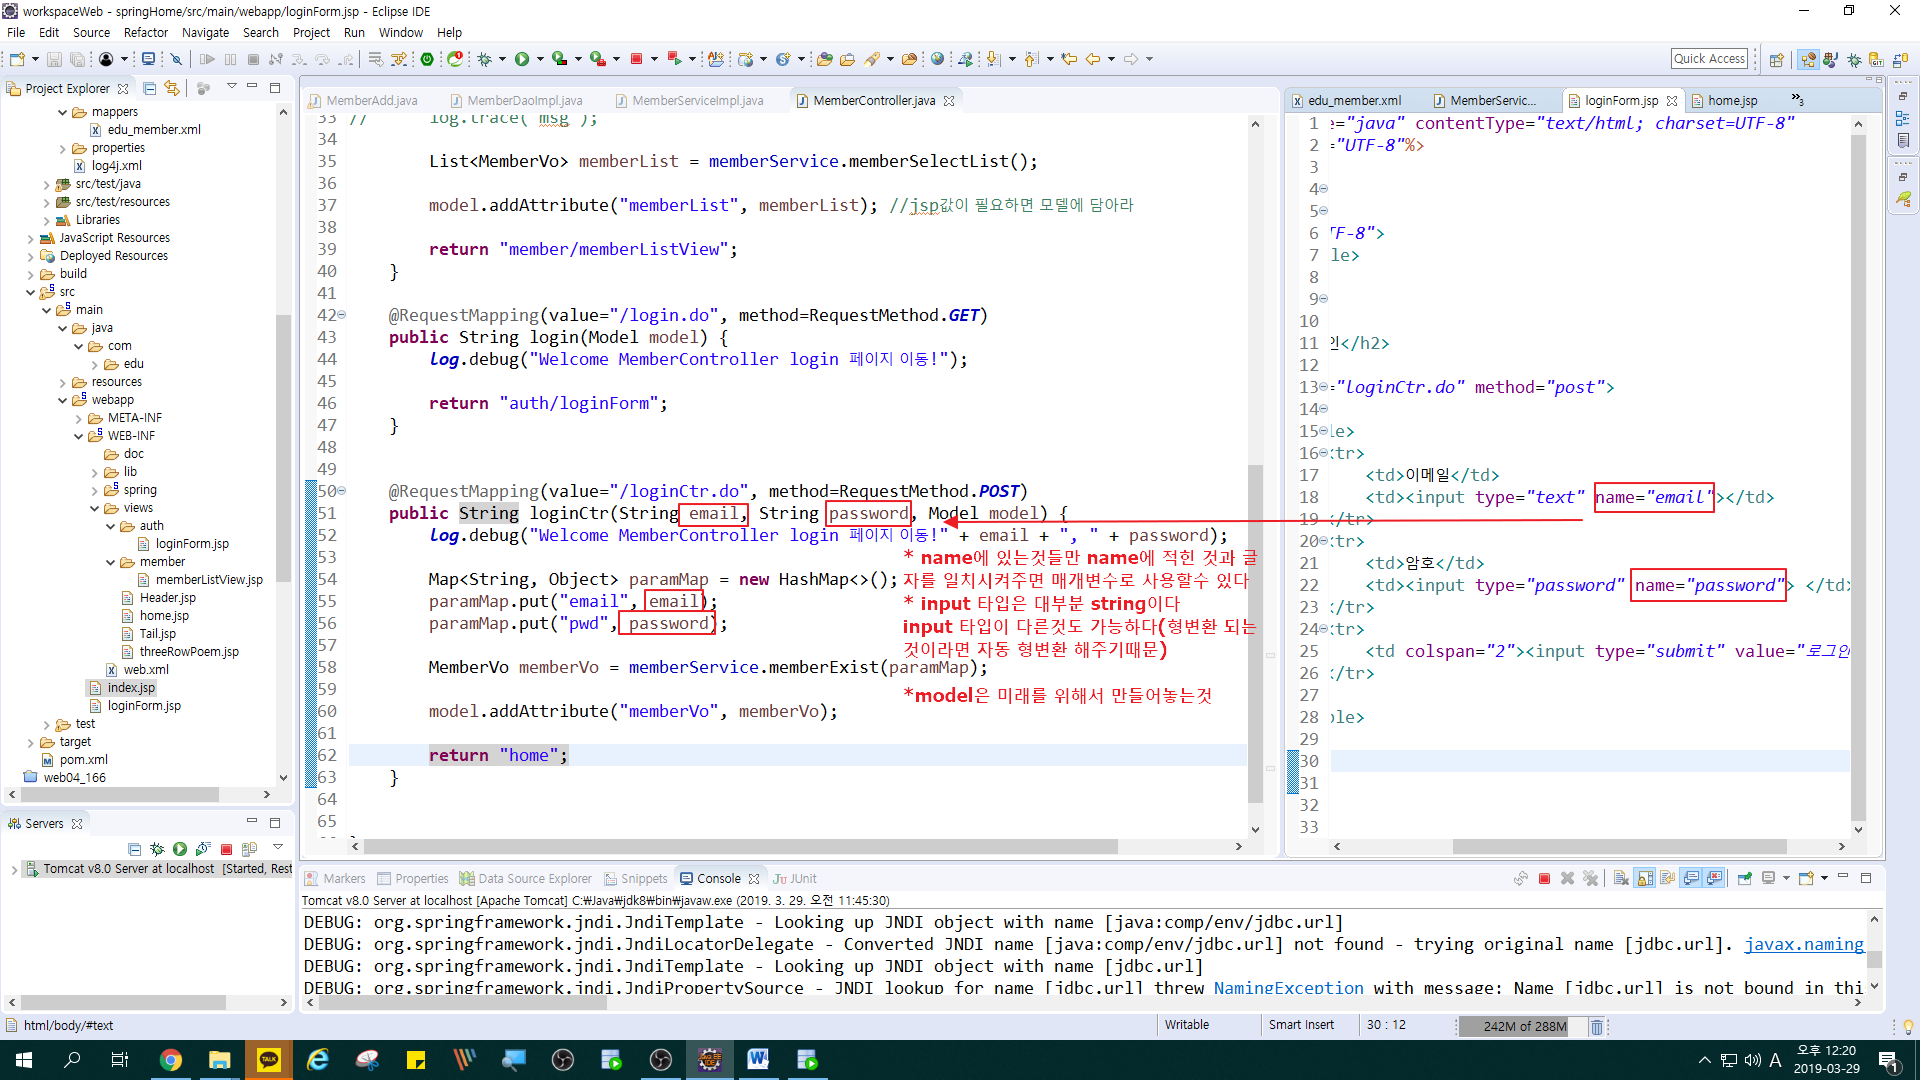 workspaceWeb - springHome/src/main/webapp/loginForm.jsp - Eclipse IDE
File Edit Source Refactor Navigate Search Project Run Window Help
Quick Access
Project Explorer
mappers
edu_member.xml
properties
log4j.xml
src/test/java
src/test/resources
Libraries
JavaScript Resources
Deployed Resources
build
src
main
java
com
edu
resources
webapp
META-INF
WEB-INF
doc
lib
spring
views
auth
loginForm.jsp
member
memberListView.jsp
Header.jsp
home.jsp
Tail.jsp
threeRowPoem.jsp
web.xml
index.jsp
loginForm.jsp
test
target
pom.xml
web04_166
Servers
Tomcat v8.0 Server at localhost [Started, Rest
MemberAdd.java MemberDaoImpl.java MemberServiceImpl.java MemberController.java
33 // log.trace( msg );
34
35 List<MemberVo> memberList = memberService.memberSelectList();
36
37 model.addAttribute("memberList", memberList); //jsp값이 필요하면 모델에 담아라
38
39 return "member/memberListView";
40 }
41
42 @RequestMapping(value="/login.do", method=RequestMethod.GET)
43 public String login(Model model) {
44 log.debug("Welcome MemberController login 페이지 이동!");
45
46 return "auth/loginForm";
47 }
48
49
50 @RequestMapping(value="/loginCtr.do", method=RequestMethod.POST)
51 public String loginCtr(String email, String password, Model model) {
52 log.debug("Welcome MemberController login 페이지 이동!" + email + ", " + password);
53
54 Map<String, Object> paramMap = new HashMap<>();
55 paramMap.put("email", email);
56 paramMap.put("pwd", password);
57
58 MemberVo memberVo = memberService.memberExist(paramMap);
59
60 model.addAttribute("memberVo", memberVo);
61
62 return "home";
63 }
64
65
* name에 있는것들만 name에 적힌 것과 글
자를 일치시켜주면 매개변수로 사용할수 있다
* input 타입은 대부분 string이다
input 타입이 다른것도 가능하다(형변환 되는
것이라면 자동 형변환 해주기때문)
*model은 미래를 위해서 만들어놓는것
edu_member.xml MemberServic... loginForm.jsp home.jsp »3
1 e="java" contentType="text/html; charset=UTF-8"
2 ="UTF-8"%>
3
4
5
6 TF-8">
7 le>
8
9
10
11 인</h2>
12
13 ="loginCtr.do" method="post">
14
15 le>
16 <tr>
17 <td>이메일</td>
18 <td><input type="text" name="email"></td>
19 </tr>
20 <tr>
21 <td>암호</td>
22 <td><input type="password" name="password"> </td>
23 </tr>
24 <tr>
25 <td colspan="2"><input type="submit" value="로그인
26 </tr>
27
28 ble>
29
30
31
32
33
Markers Properties Data Source Explorer Snippets Console JUnit
Tomcat v8.0 Server at localhost [Apache Tomcat] C:₩Java₩jdk8₩bin₩javaw.exe (2019. 3. 29. 오전 11:45:30)
DEBUG: org.springframework.jndi.JndiTemplate - Looking up JNDI object with name [java:comp/env/jdbc.url]
DEBUG: org.springframework.jndi.JndiLocatorDelegate - Converted JNDI name [java:comp/env/jdbc.url] not found - trying original name [jdbc.url]. javax.naming
DEBUG: org.springframework.jndi.JndiTemplate - Looking up JNDI object with name [jdbc.url]
DEBUG: org.springframework.jndi.JndiPropertySource - JNDI lookup for name [jdbc.url] threw NamingException with message: Name [jdbc.url] is not bound in thi
html/body/#text
Writable Smart Insert 30 : 12 242M of 288M
TALK
A 오후 12:20
2019-03-29
1